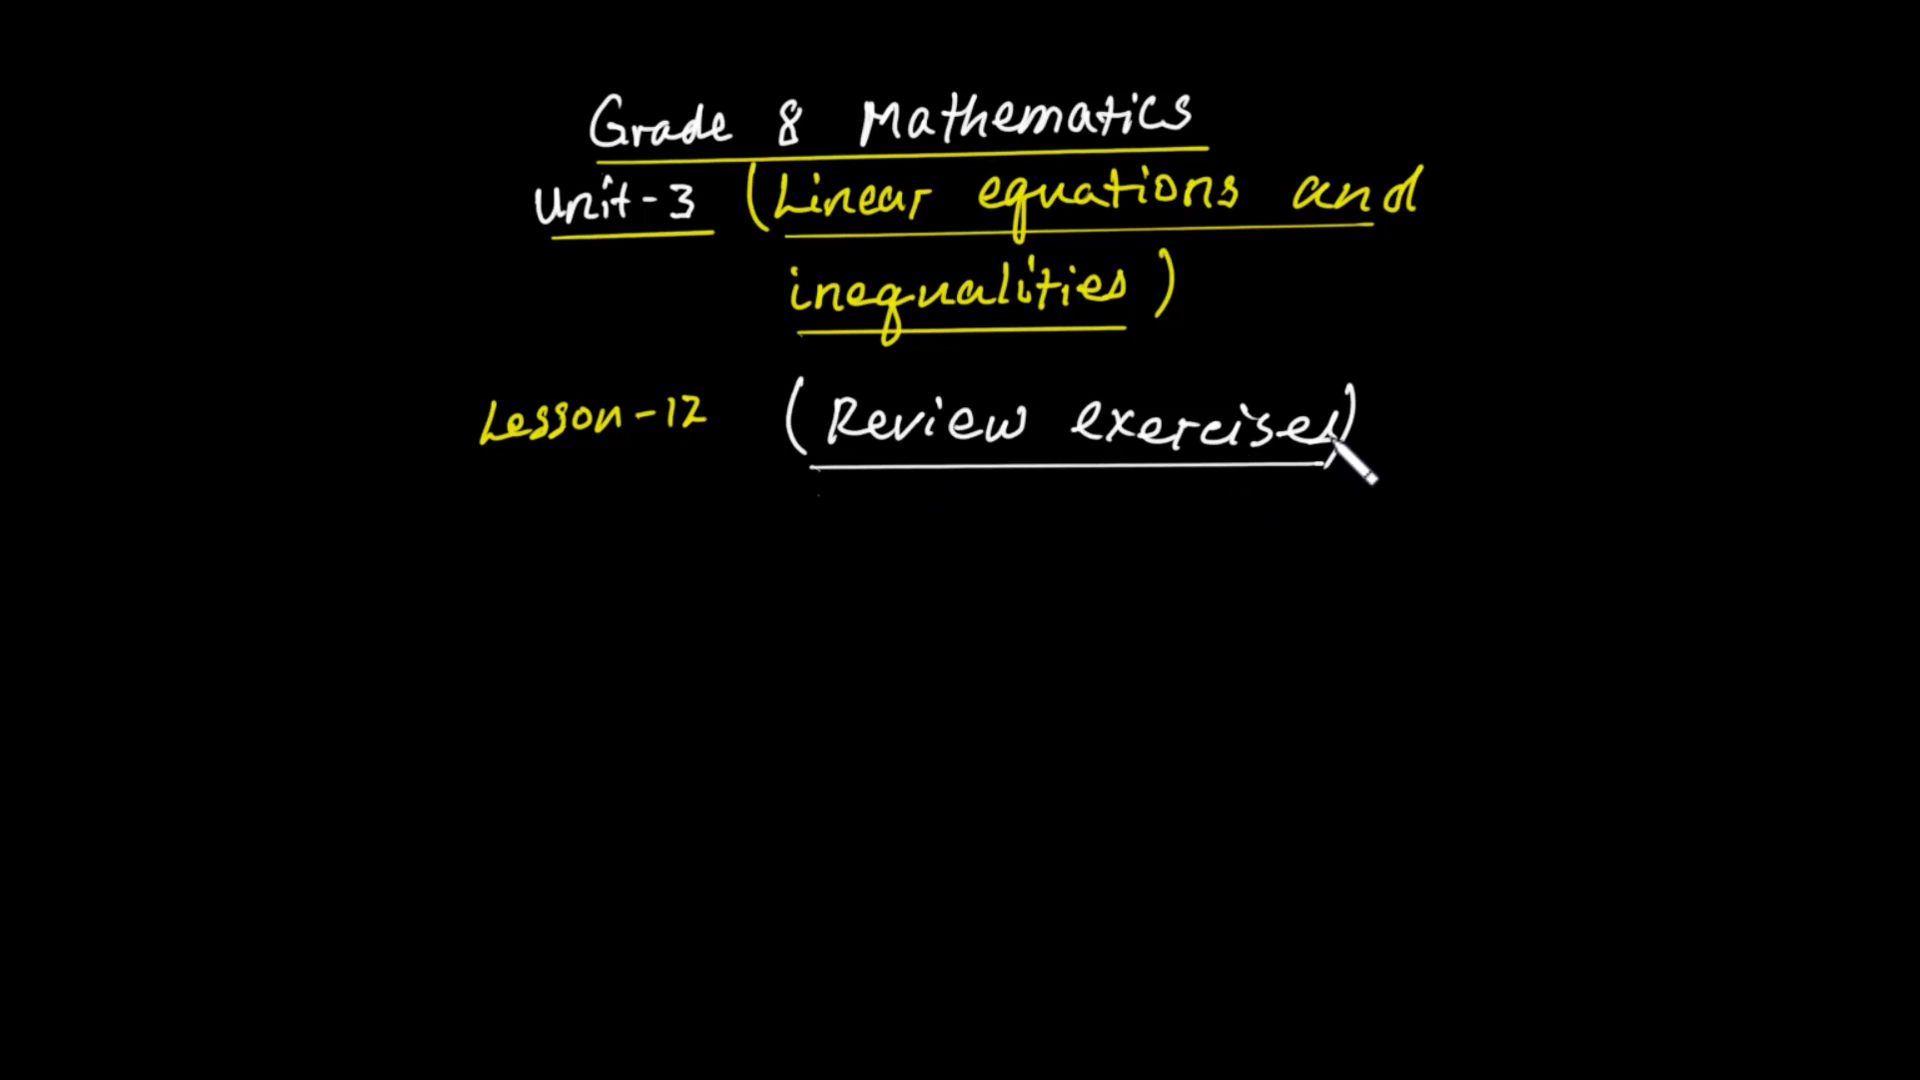 Grade 8 Mathematics
Unit-3 (Linear equations and
inequalities)
Lesson-12 (Review exercises)